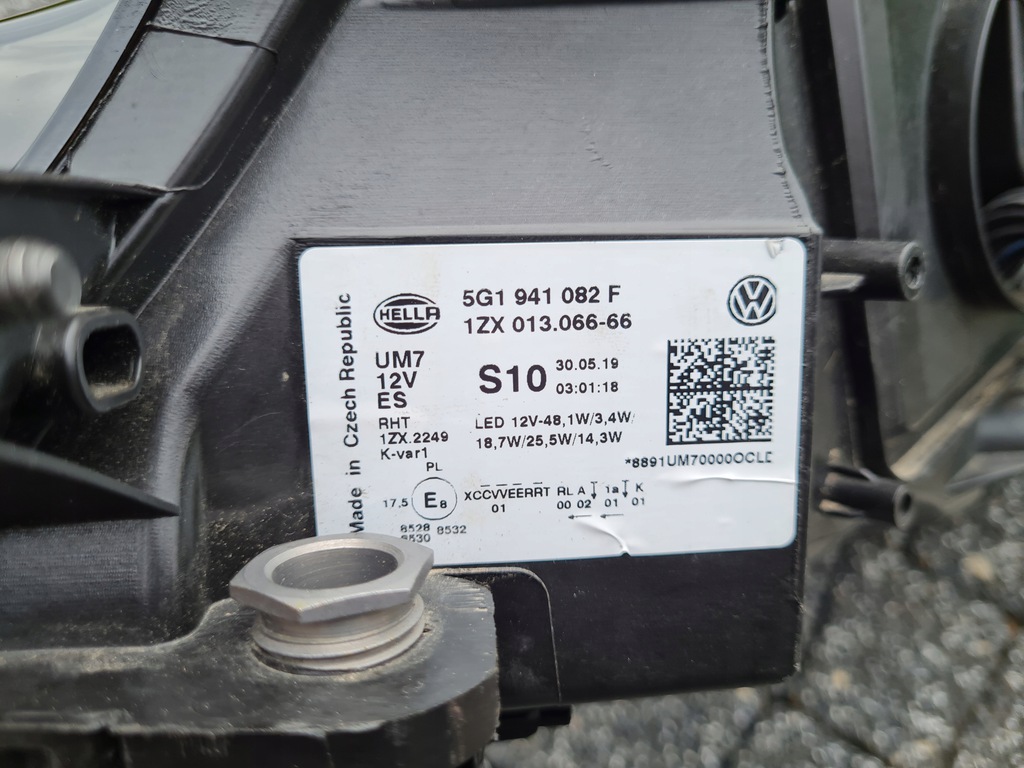 Made in Czech Republic
HELLA
5G1 941 082 F
1ZX 013.066-66
UM7
12V
ES
S10
30.05.19
03:01:18
RHT
1ZX.2249
K-var1
LED 12V-48,1W/3,4W/
18,7W/25,5W/14,3W
*8891UM70000OCLE
PL
17.5
E8
XCCVVEERRT RL A 1a K
01 00 02 01 01
8528 8532
8530